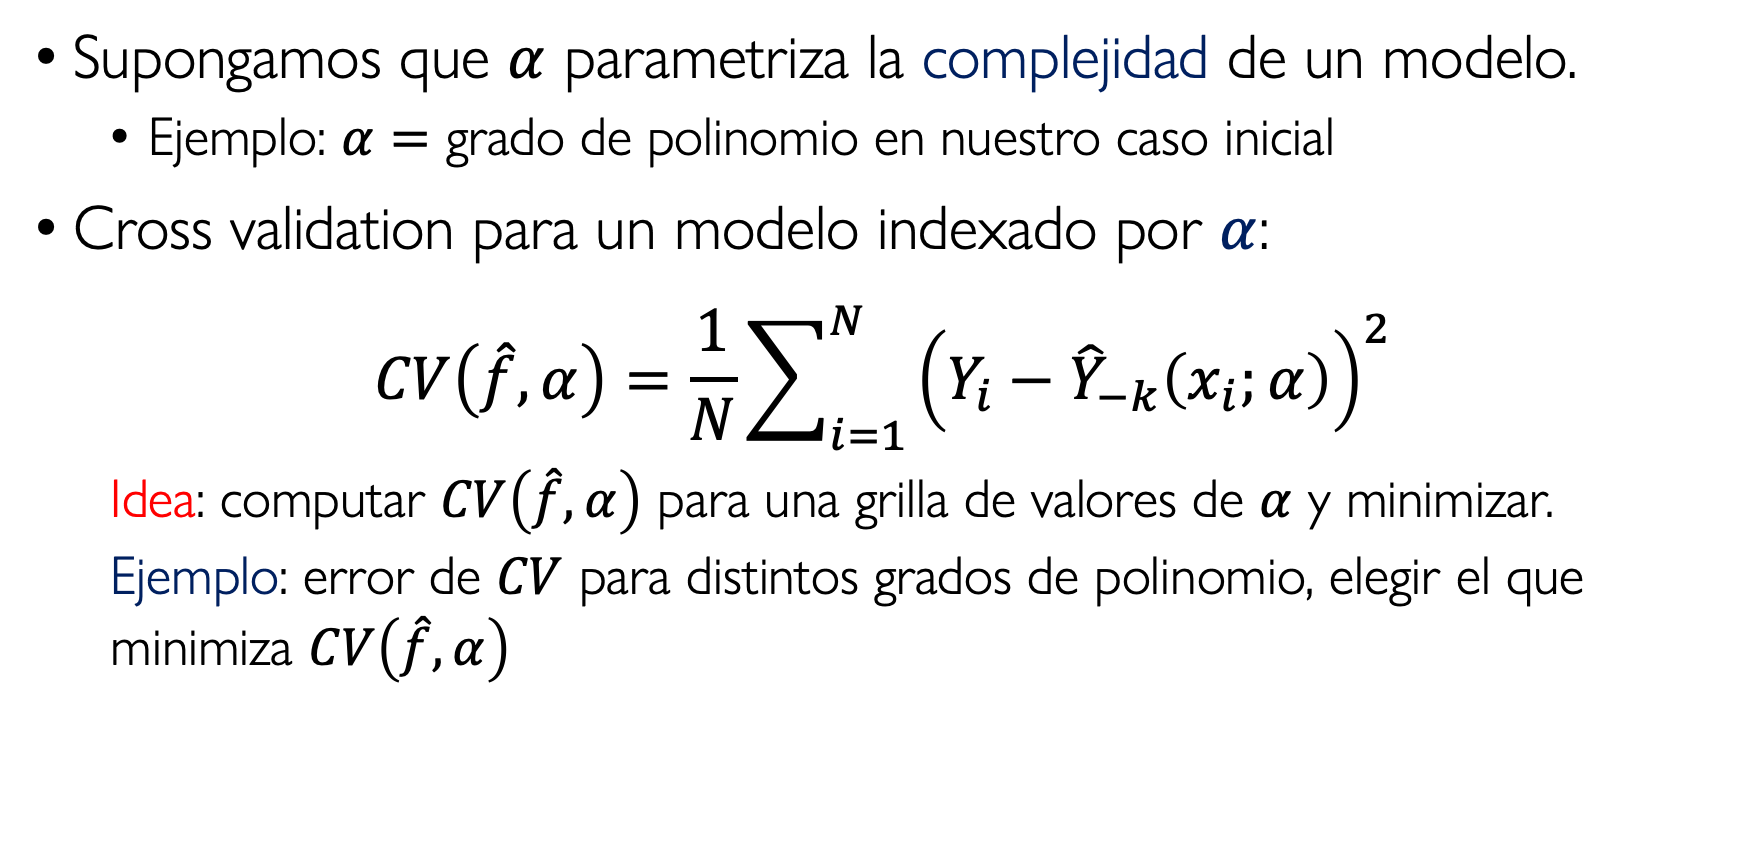 • Supongamos que α parametriza la complejidad de un modelo.
• Ejemplo: α = grado de polinomio en nuestro caso inicial
• Cross validation para un modelo indexado por α:
CV(f̂, α) = 1/N ∑_{i=1}^{N} (Y_i − Ŷ_{−k}(x_i; α))^2
Idea: computar CV(f̂, α) para una grilla de valores de α y minimizar.
Ejemplo: error de CV para distintos grados de polinomio, elegir el que
minimiza CV(f̂, α)